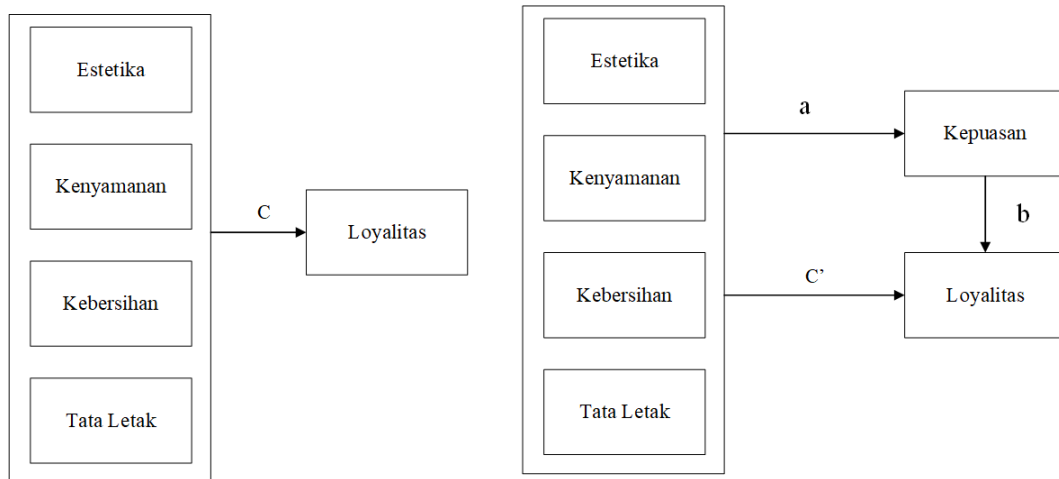 Estetika
Kenyamanan
Kebersihan
Tata Letak
C
Loyalitas
Estetika
Kenyamanan
Kebersihan
Tata Letak
a
Kepuasan
b
C’
Loyalitas